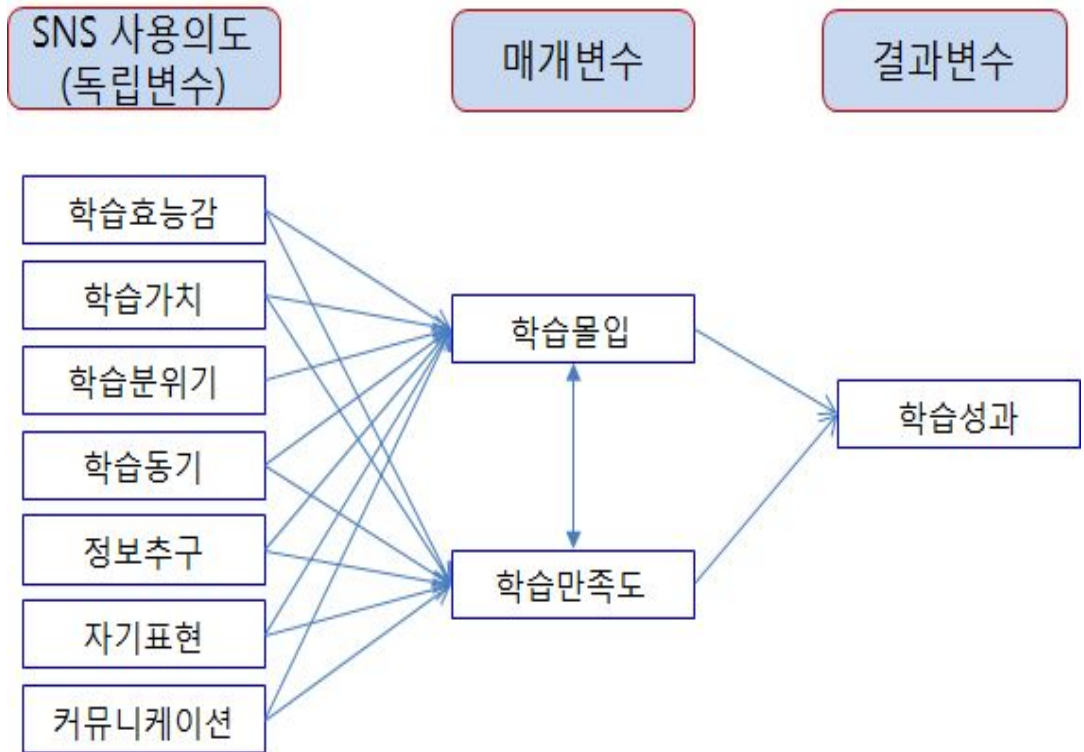 SNS 사용의도
(독립변수)
매개변수
결과변수
학습효능감
학습가치
학습분위기
학습동기
정보추구
자기표현
커뮤니케이션
학습몰입
학습만족도
학습성과